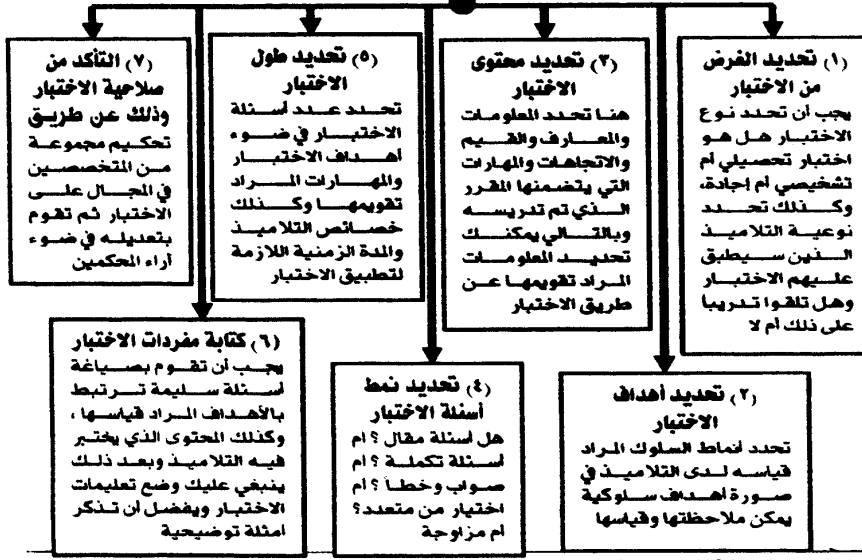 (١) تحديد الغرض
من الاختبار
يجب أن تحدد نوع
الاختبار هل هو
اختبار تحصيلي أم
تشخيصي أم إجادة،
وكذلك تحدد
نوعية التلاميذ
الذين سيطبق
عليهم الاختبار
وهل تلقوا تدريباً
على ذلك أم لا
(٢) تحديد أهداف
الاختبار
تحدد أنماط السلوك المراد
قياسه لدى التلاميذ في
صورة أهداف سلوكية
يمكن ملاحظتها وقياسها
(٣) تحديد محتوى
الاختبار
هنا تحدد المعلومات
والمعارف والقيم
والاتجاهات والمهارات
التي يتضمنها المقرر
الذي تم تدريسه
وبالتالي يمكنك
تحديد المعلومات
المراد تقويمها عن
طريق الاختبار
(٤) تحديد نمط
أسئلة الاختبار
هل أسئلة مقال ؟ أم
أسئلة تكملة ؟ أم
صواب وخطأ ؟ أم
اختيار من متعدد؟
أم مزاوجة
(٥) تحديد طول
الاختبار
تحدد عدد أسئلة
الاختبار في ضوء
أهداف الاختبار
والمهارات المراد
تقويمها وكذلك
خصائص التلاميذ
والمدة الزمنية اللازمة
لتطبيق الاختبار
(٦) كتابة مفردات الاختبار
يجب أن تقوم بصياغة
أسئلة سليمة ترتبط
بالأهداف المراد قياسها ،
وكذلك المحتوى الذي يختبر
فيه التلاميذ وبعد ذلك
ينبغي عليك وضع تعليمات
الاختبار ويفضل أن تذكر
أمثلة توضيحية
(٧) التأكد من
صلاحية الاختبار
وذلك عن طريق
تحكيم مجموعة
من المتخصصين
في المجال على
الاختبار ثم تقوم
بتعديله في ضوء
آراء المحكمين